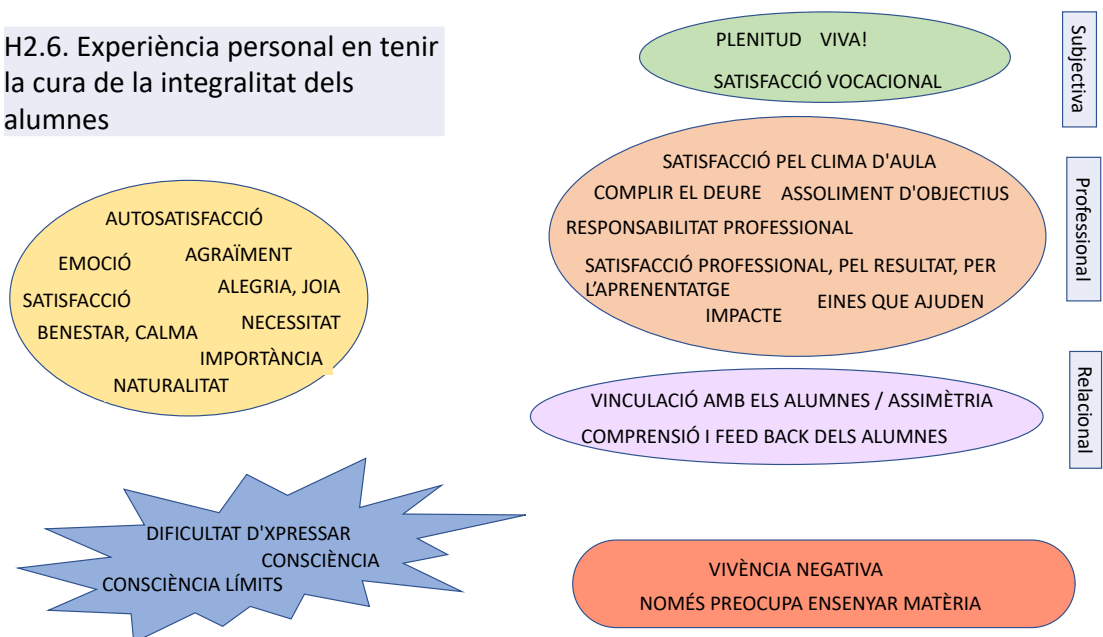 H2.6. Experiència personal en tenir
la cura de la integralitat dels
alumnes
AUTOSATISFACCIÓ
EMOCIÓ
AGRAÏMENT
SATISFACCIÓ
ALEGRIA, JOIA
BENESTAR, CALMA
NECESSITAT
IMPORTÀNCIA
NATURALITAT
DIFICULTAT D'XPRESSAR
CONSCIÈNCIA
CONSCIÈNCIA LÍMITS
PLENITUD VIVA!
SATISFACCIÓ VOCACIONAL
Subjectiva
SATISFACCIÓ PEL CLIMA D'AULA
COMPLIR EL DEURE ASSOLIMENT D'OBJECTIUS
RESPONSABILITAT PROFESSIONAL
SATISFACCIÓ PROFESSIONAL, PEL RESULTAT, PER
L’APRENENTATGE
EINES QUE AJUDEN
IMPACTE
Professional
VINCULACIÓ AMB ELS ALUMNES / ASSIMÈTRIA
COMPRENSIÓ I FEED BACK DELS ALUMNES
Relacional
VIVÈNCIA NEGATIVA
NOMÉS PREOCUPA ENSENYAR MATÈRIA